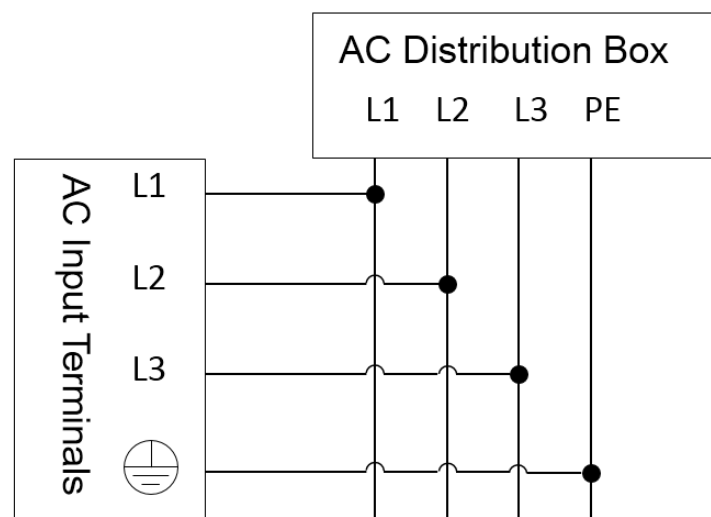 AC Distribution Box
L1 L2 L3 PE
AC Input Terminals
L1
L2
L3